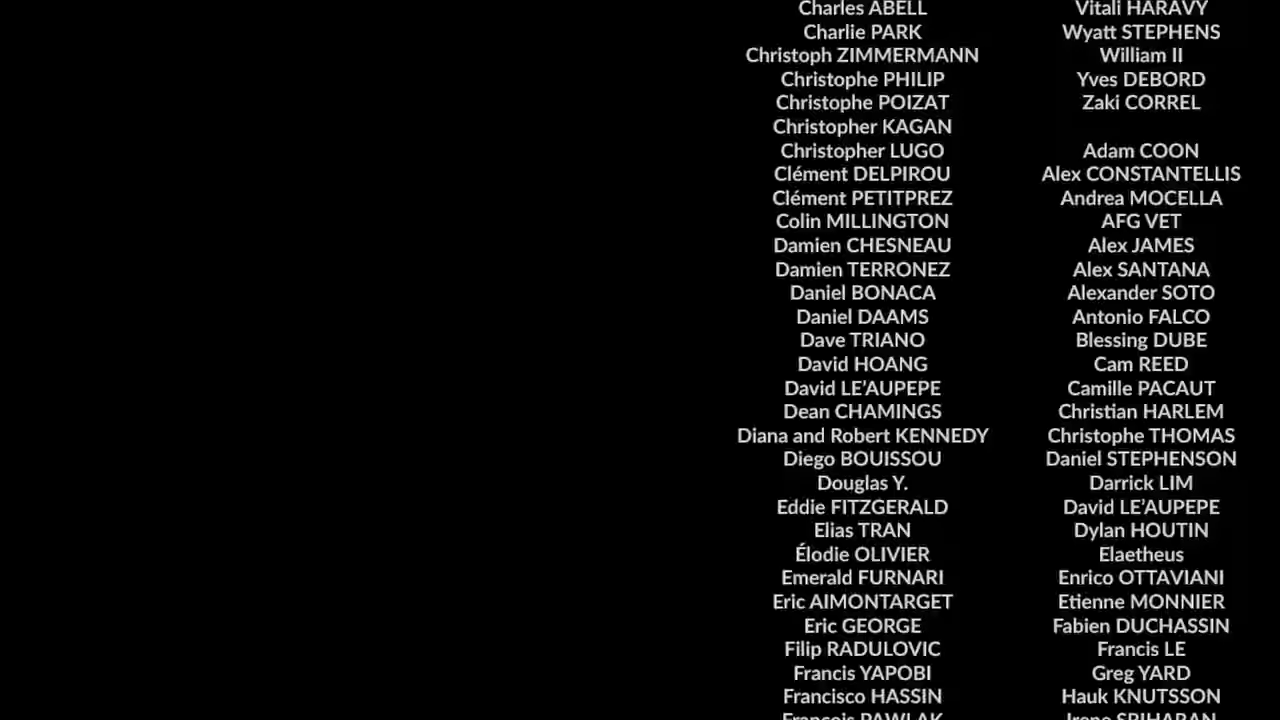 Charles ABELL
Charlie PARK
Christoph ZIMMERMANN
Christophe PHILIP
Christophe POIZAT
Christopher KAGAN
Christopher LUGO
Clément DELPIROU
Clément PETITPREZ
Colin MILLINGTON
Damien CHESNEAU
Damien TERRONEZ
Daniel BONACA
Daniel DAAMS
Dave TRIANO
David HOANG
David LE’AUPEPE
Dean CHAMINGS
Diana and Robert KENNEDY
Diego BOUISSOU
Douglas Y.
Eddie FITZGERALD
Elias TRAN
Élodie OLIVIER
Emerald FURNARI
Eric AIMONTARGET
Eric GEORGE
Filip RADULOVIC
Francis YAPOBI
Francisco HASSIN
François PAWLAK
Vitali HARAVY
Wyatt STEPHENS
William II
Yves DEBORD
Zaki CORREL
Adam COON
Alex CONSTANTELLIS
Andrea MOCELLA
AFG VET
Alex JAMES
Alex SANTANA
Alexander SOTO
Antonio FALCO
Blessing DUBE
Cam REED
Camille PACAUT
Christian HARLEM
Christophe THOMAS
Daniel STEPHENSON
Darrick LIM
David LE’AUPEPE
Dylan HOUTIN
Elaetheus
Enrico OTTAVIANI
Etienne MONNIER
Fabien DUCHASSIN
Francis LE
Greg YARD
Hauk KNUTSSON
Irene SRIHARAN